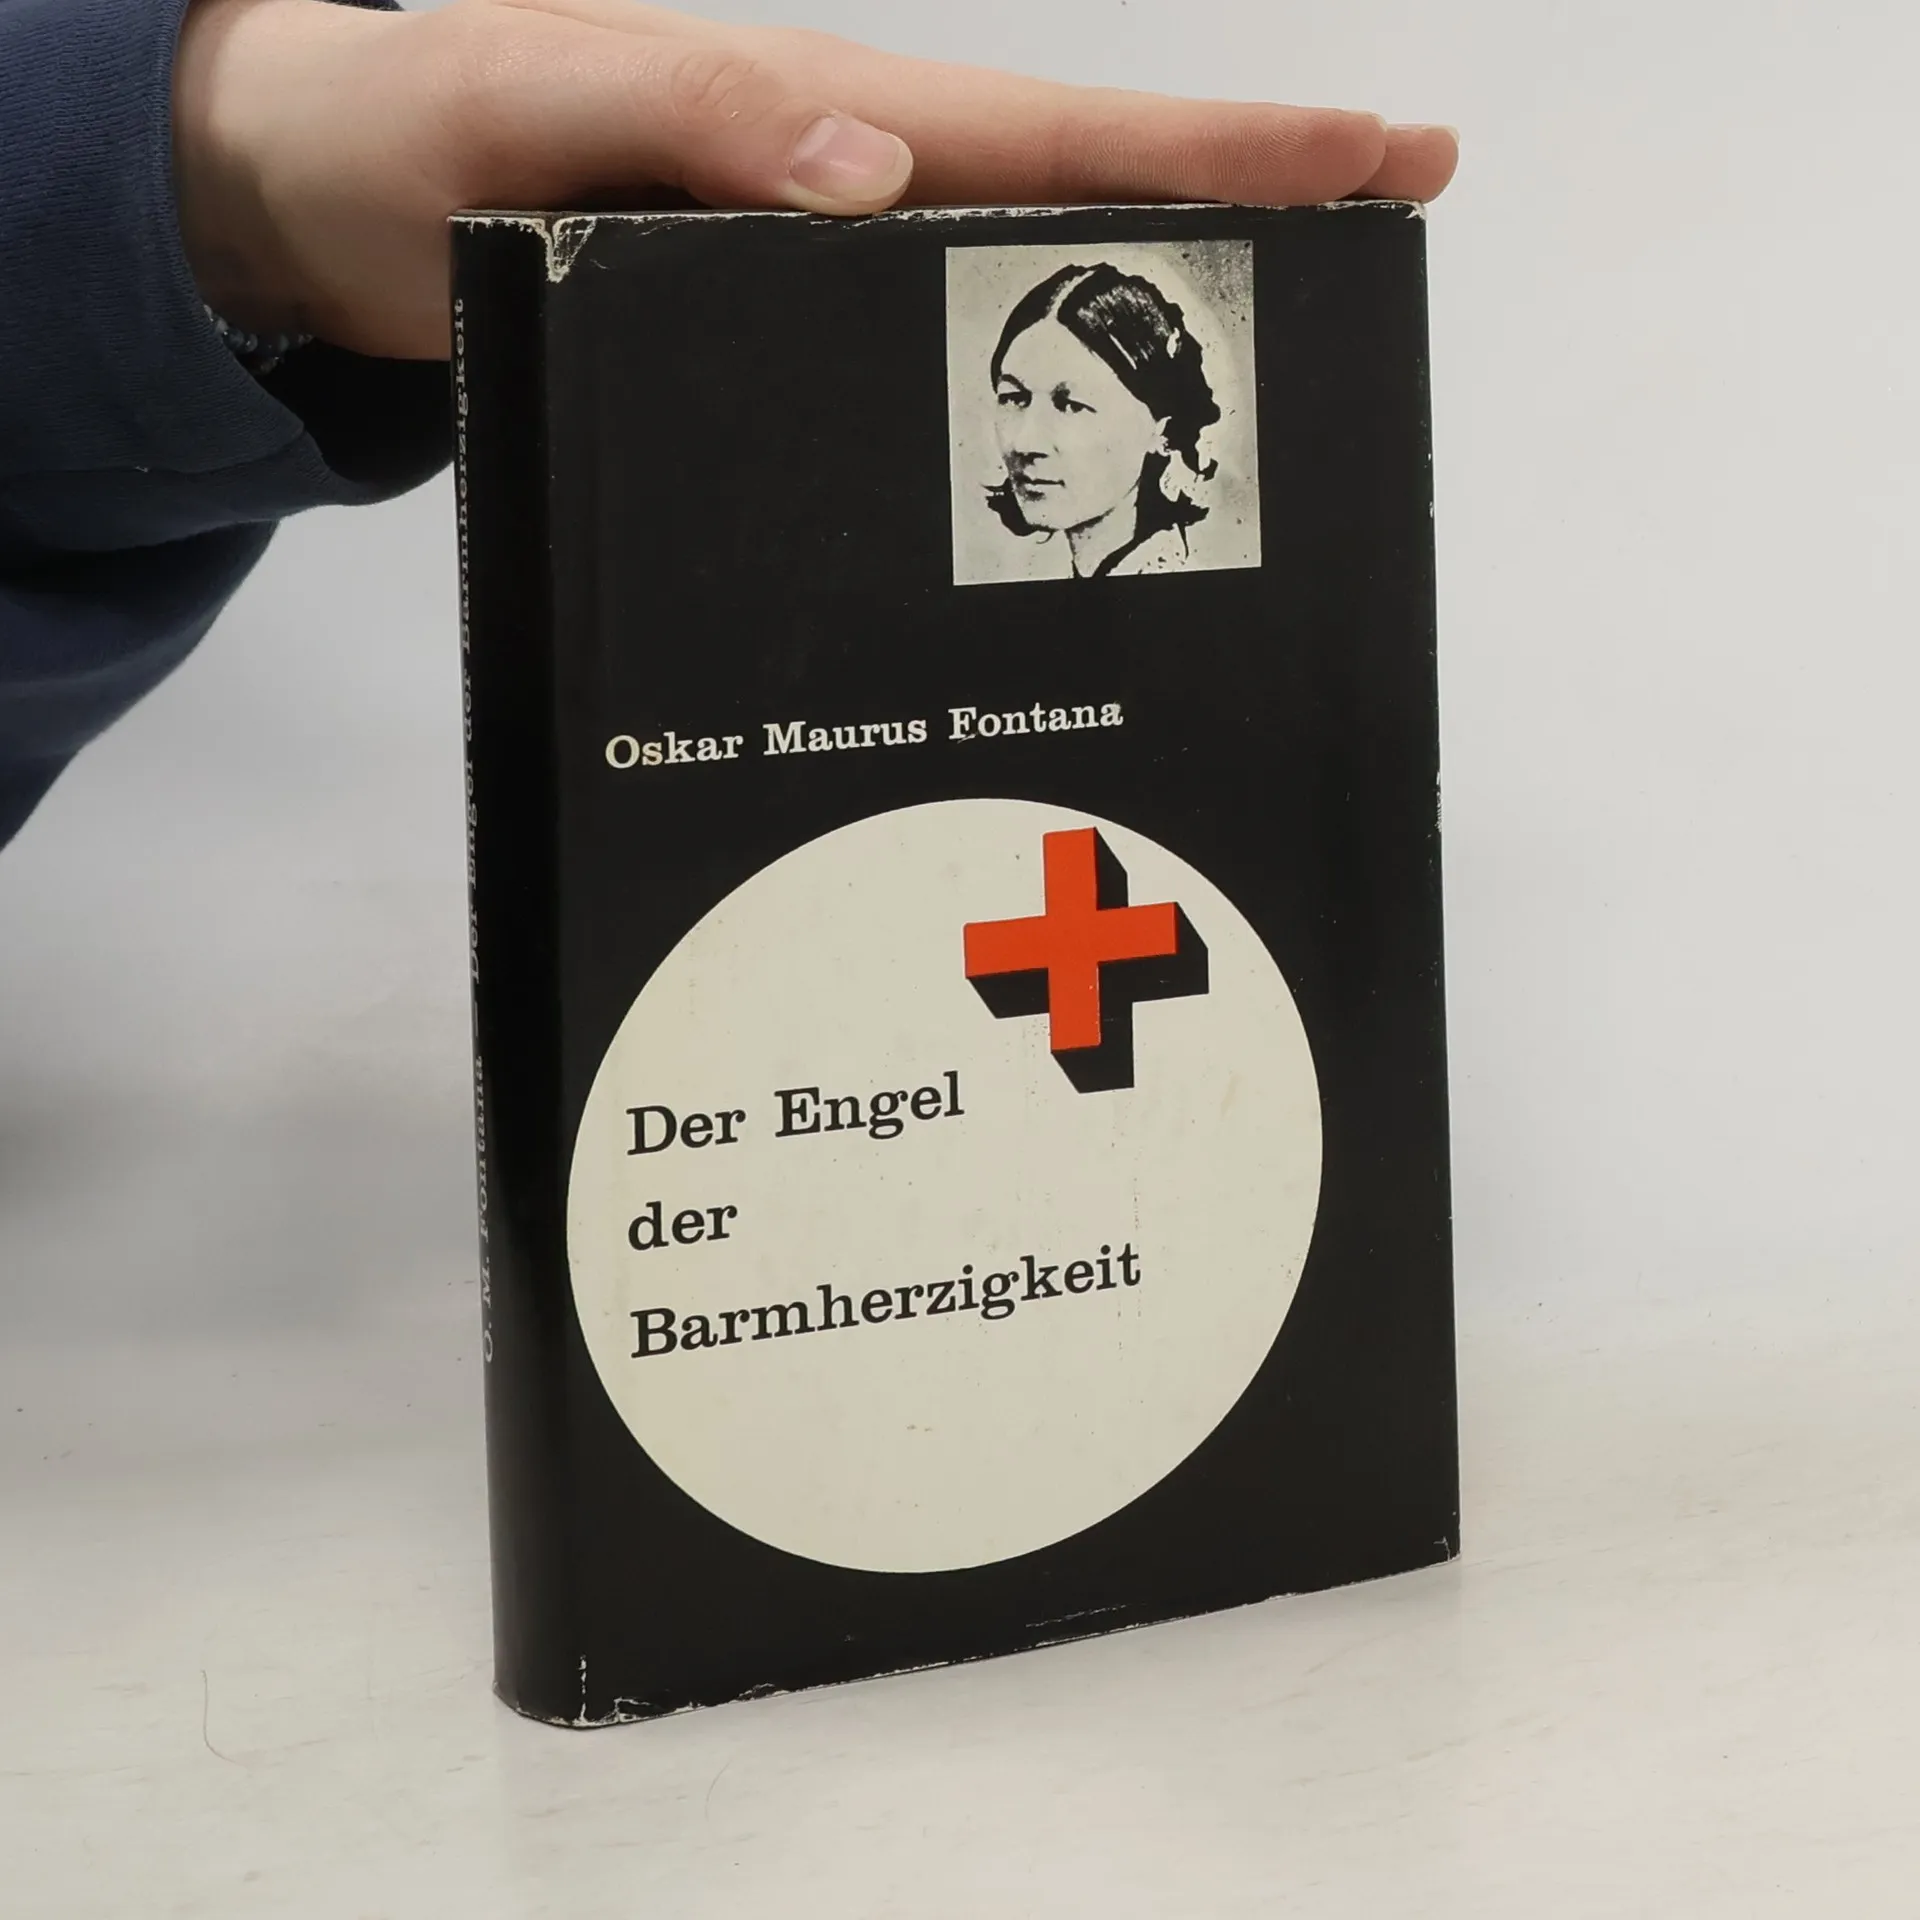 O. M. Fontana — Der Engel der Barmherzigkeit
Oskar Maurus Fontana
Der Engel
der
Barmherzigkeit